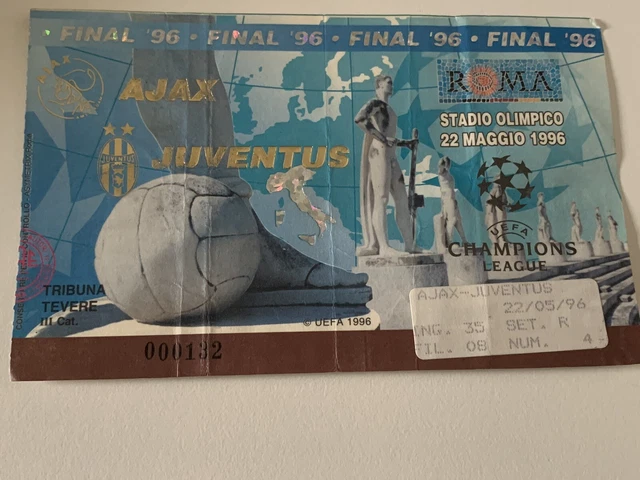 • FINAL '96 • FINAL '96 • FINAL '96 • FINAL '96
AJAX
JUVENTUS
ROMA
STADIO OLIMPICO
22 MAGGIO 1996
UEFA
CHAMPIONS
LEAGUE
TRIBUNA
TEVERE
III Cat.
© UEFA 1996
000132
AJAX-JUVENTUS
22/05/96
ING. 35 SET. R
FIL. 08 NUM. 4